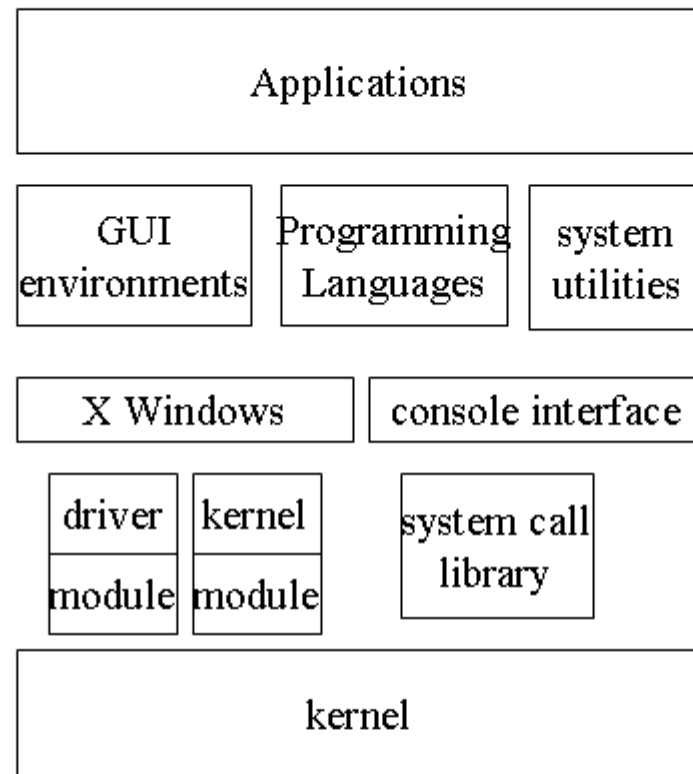 Applications
GUI
environments
Programming
Languages
system
utilities
X Windows
console interface
driver
module
kernel
module
system call
library
kernel